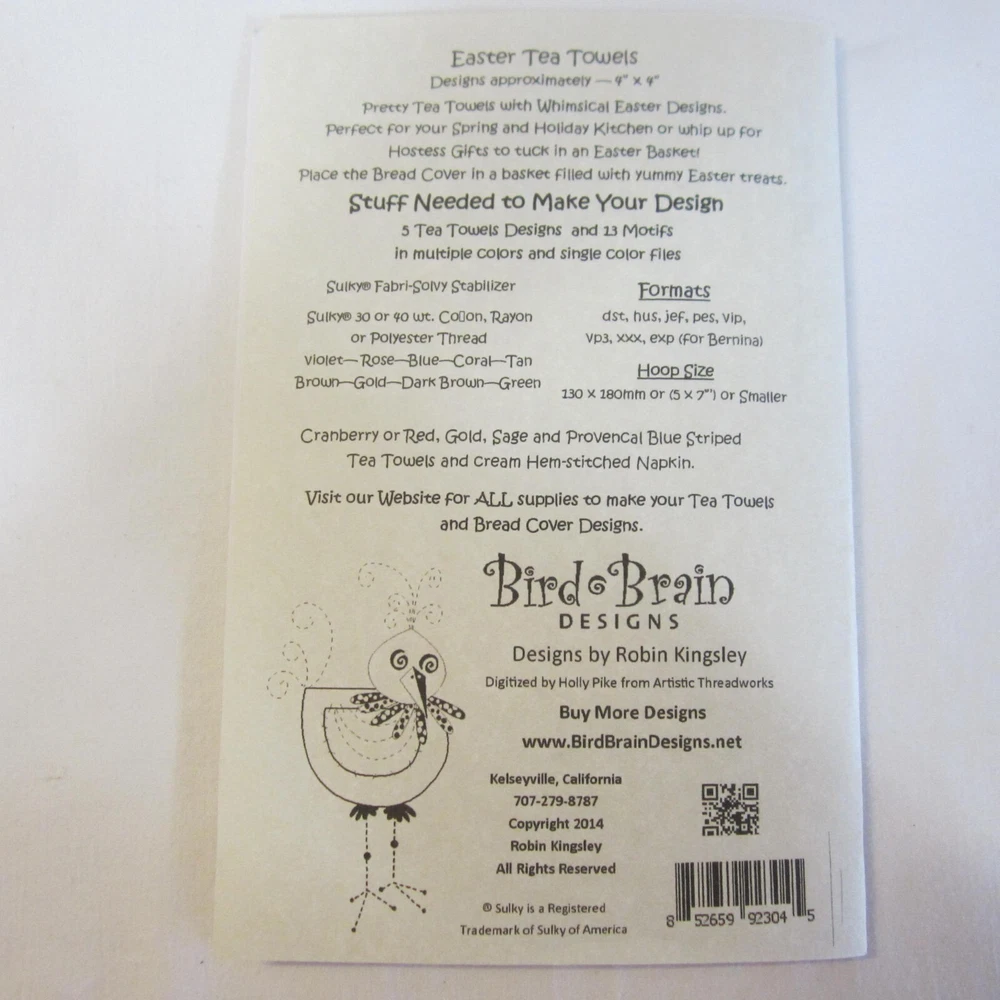 Easter Tea Towels
Designs approximately — 4" x 4"
Pretty Tea Towels with Whimsical Easter Designs.
Perfect for your Spring and Holiday Kitchen or whip up for
Hostess Gifts to tuck in an Easter Basket!
Place the Bread Cover in a basket filled with yummy Easter treats.
Stuff Needed to Make Your Design
5 Tea Towels Designs and 13 Motifs
in multiple colors and single color files
Sulky® Fabri-Solvy Stabilizer
Sulky® 30 or 40 wt. Co▯on, Rayon
or Polyester Thread
Violet—Rose—Blue—Coral—Tan
Brown—Gold—Dark Brown—Green
Formats
dst, hus, jef, pes, vip,
vp3, xxx, exp (for Bernina)
Hoop Size
130 x 180mm or (5 x 7"') or Smaller
Cranberry or Red, Gold, Sage and Provencal Blue Striped
Tea Towels and cream Hem-stitched Napkin.
Visit our Website for ALL supplies to make your Tea Towels
and Bread Cover Designs.
Bird Brain
DESIGNS
Designs by Robin Kingsley
Digitized by Holly Pike from Artistic Threadworks
Buy More Designs
www.BirdBrainDesigns.net
Kelseyville, California
707-279-8787
Copyright 2014
Robin Kingsley
All Rights Reserved
® Sulky is a Registered
Trademark of Sulky of America
8 52659 92304 5